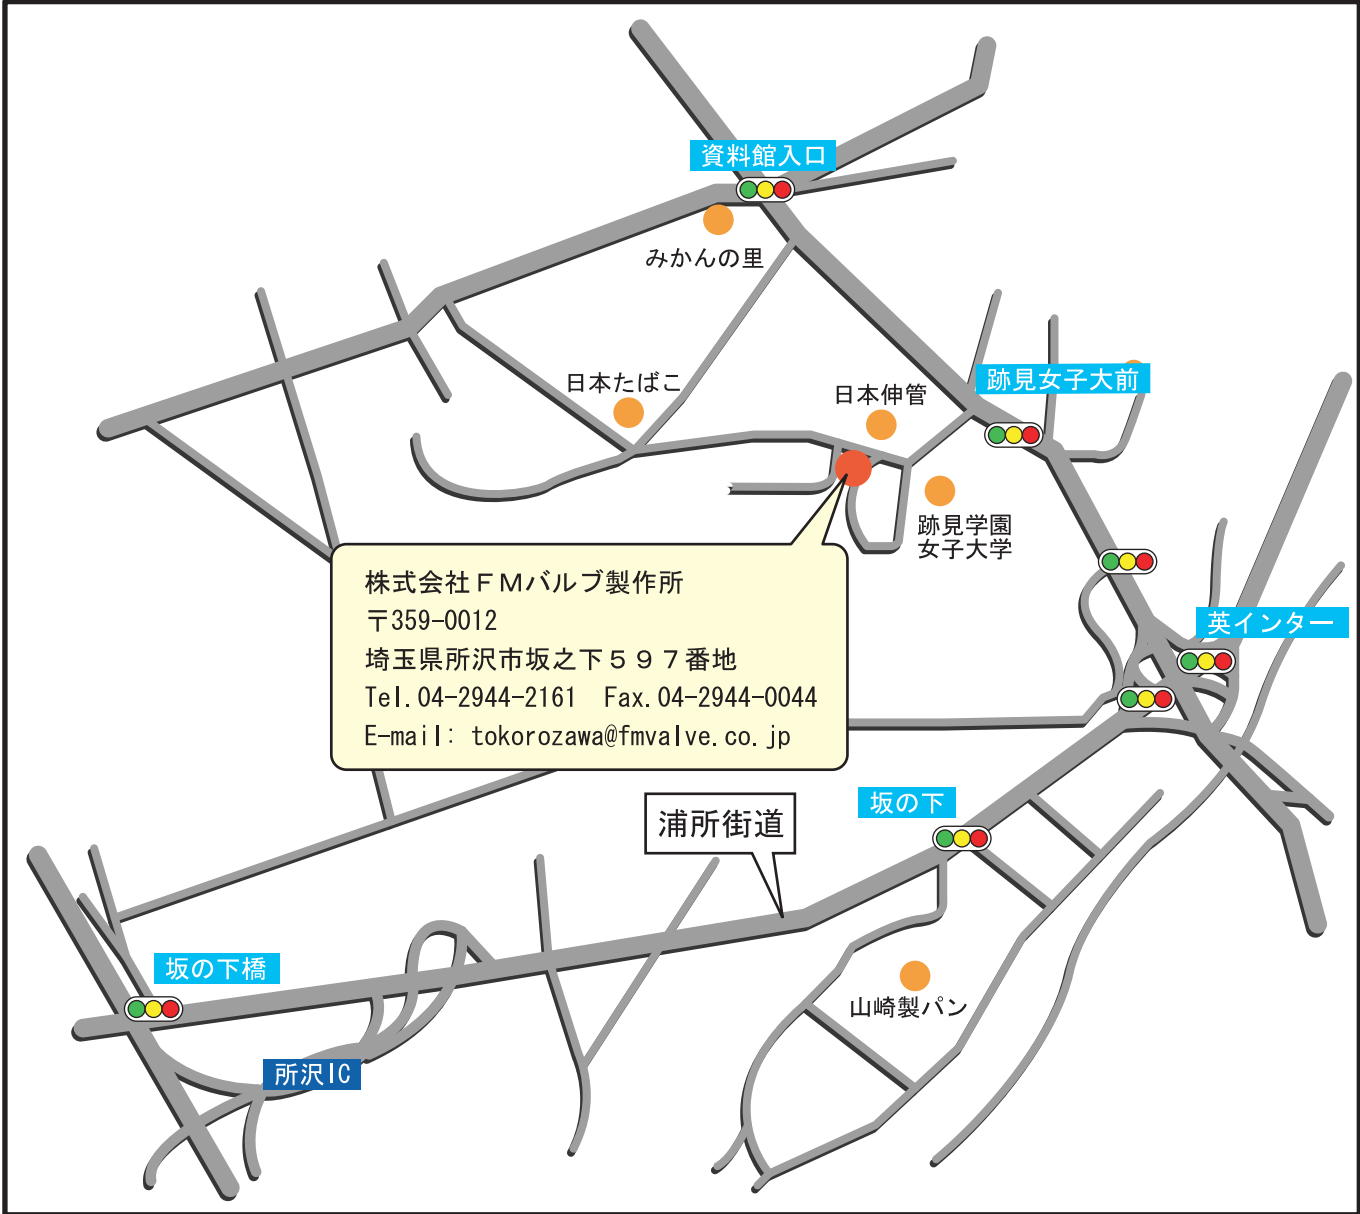 資料館入口
みかんの里
日本たばこ
日本伸管
跡見女子大前
跡見学園
女子大学
株式会社ＦＭバルブ製作所
〒359-0012
埼玉県所沢市坂之下５９７番地
Tel.04-2944-2161　Fax.04-2944-0044
E-mail: tokorozawa@fmvalve.co.jp
英インター
坂の下
浦所街道
坂の下橋
山崎製パン
所沢IC